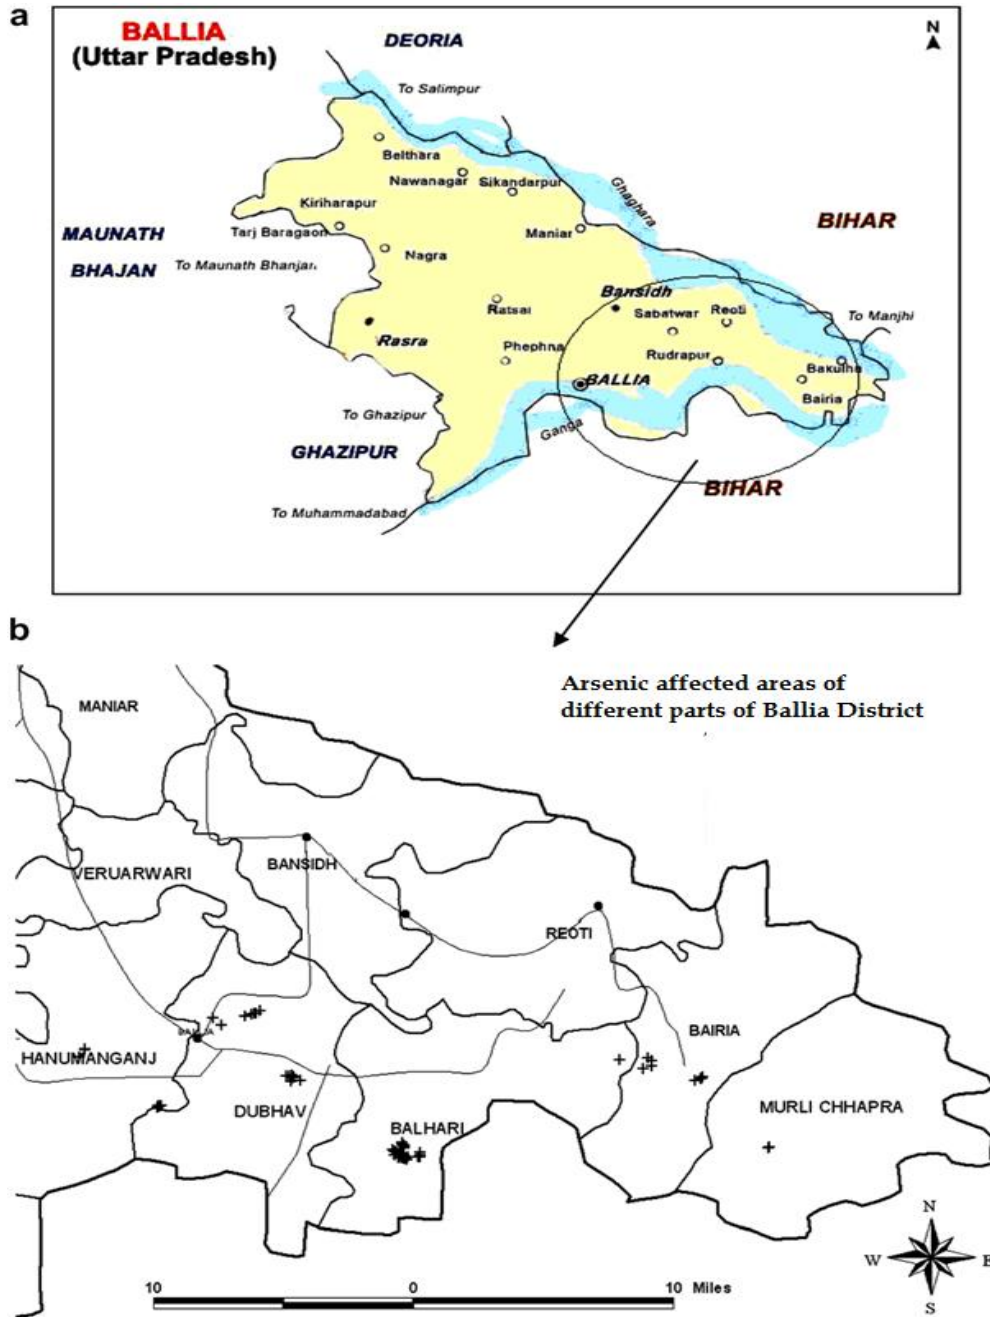 a
BALLIA
(Uttar Pradesh)
DEORIA
N
To Salimpur
Belthara
Nawanagar
Sikandarpur
Ghaghara
Kiriharapur
MAUNATH
BHAJAN
Tarj Baragaon
Maniar
BIHAR
To Maunath Bhanjan
Nagra
Bansidh
Ratsai
Sabatwar
Reoti
To Manjhi
Rasra
Phephna
Rudrapur
Bakulha
BALLIA
Bairia
To Ghazipur
Ganga
GHAZIPUR
BIHAR
To Muhammadabad
b
Arsenic affected areas of
different parts of Ballia District
MANIAR
BANSIDH
VERUARWARI
REOTI
BAIRIA
HANUMANGANJ
DUBHAV
MURLI CHHAPRA
BALHARI
N
W
E
S
10
0
10
Miles